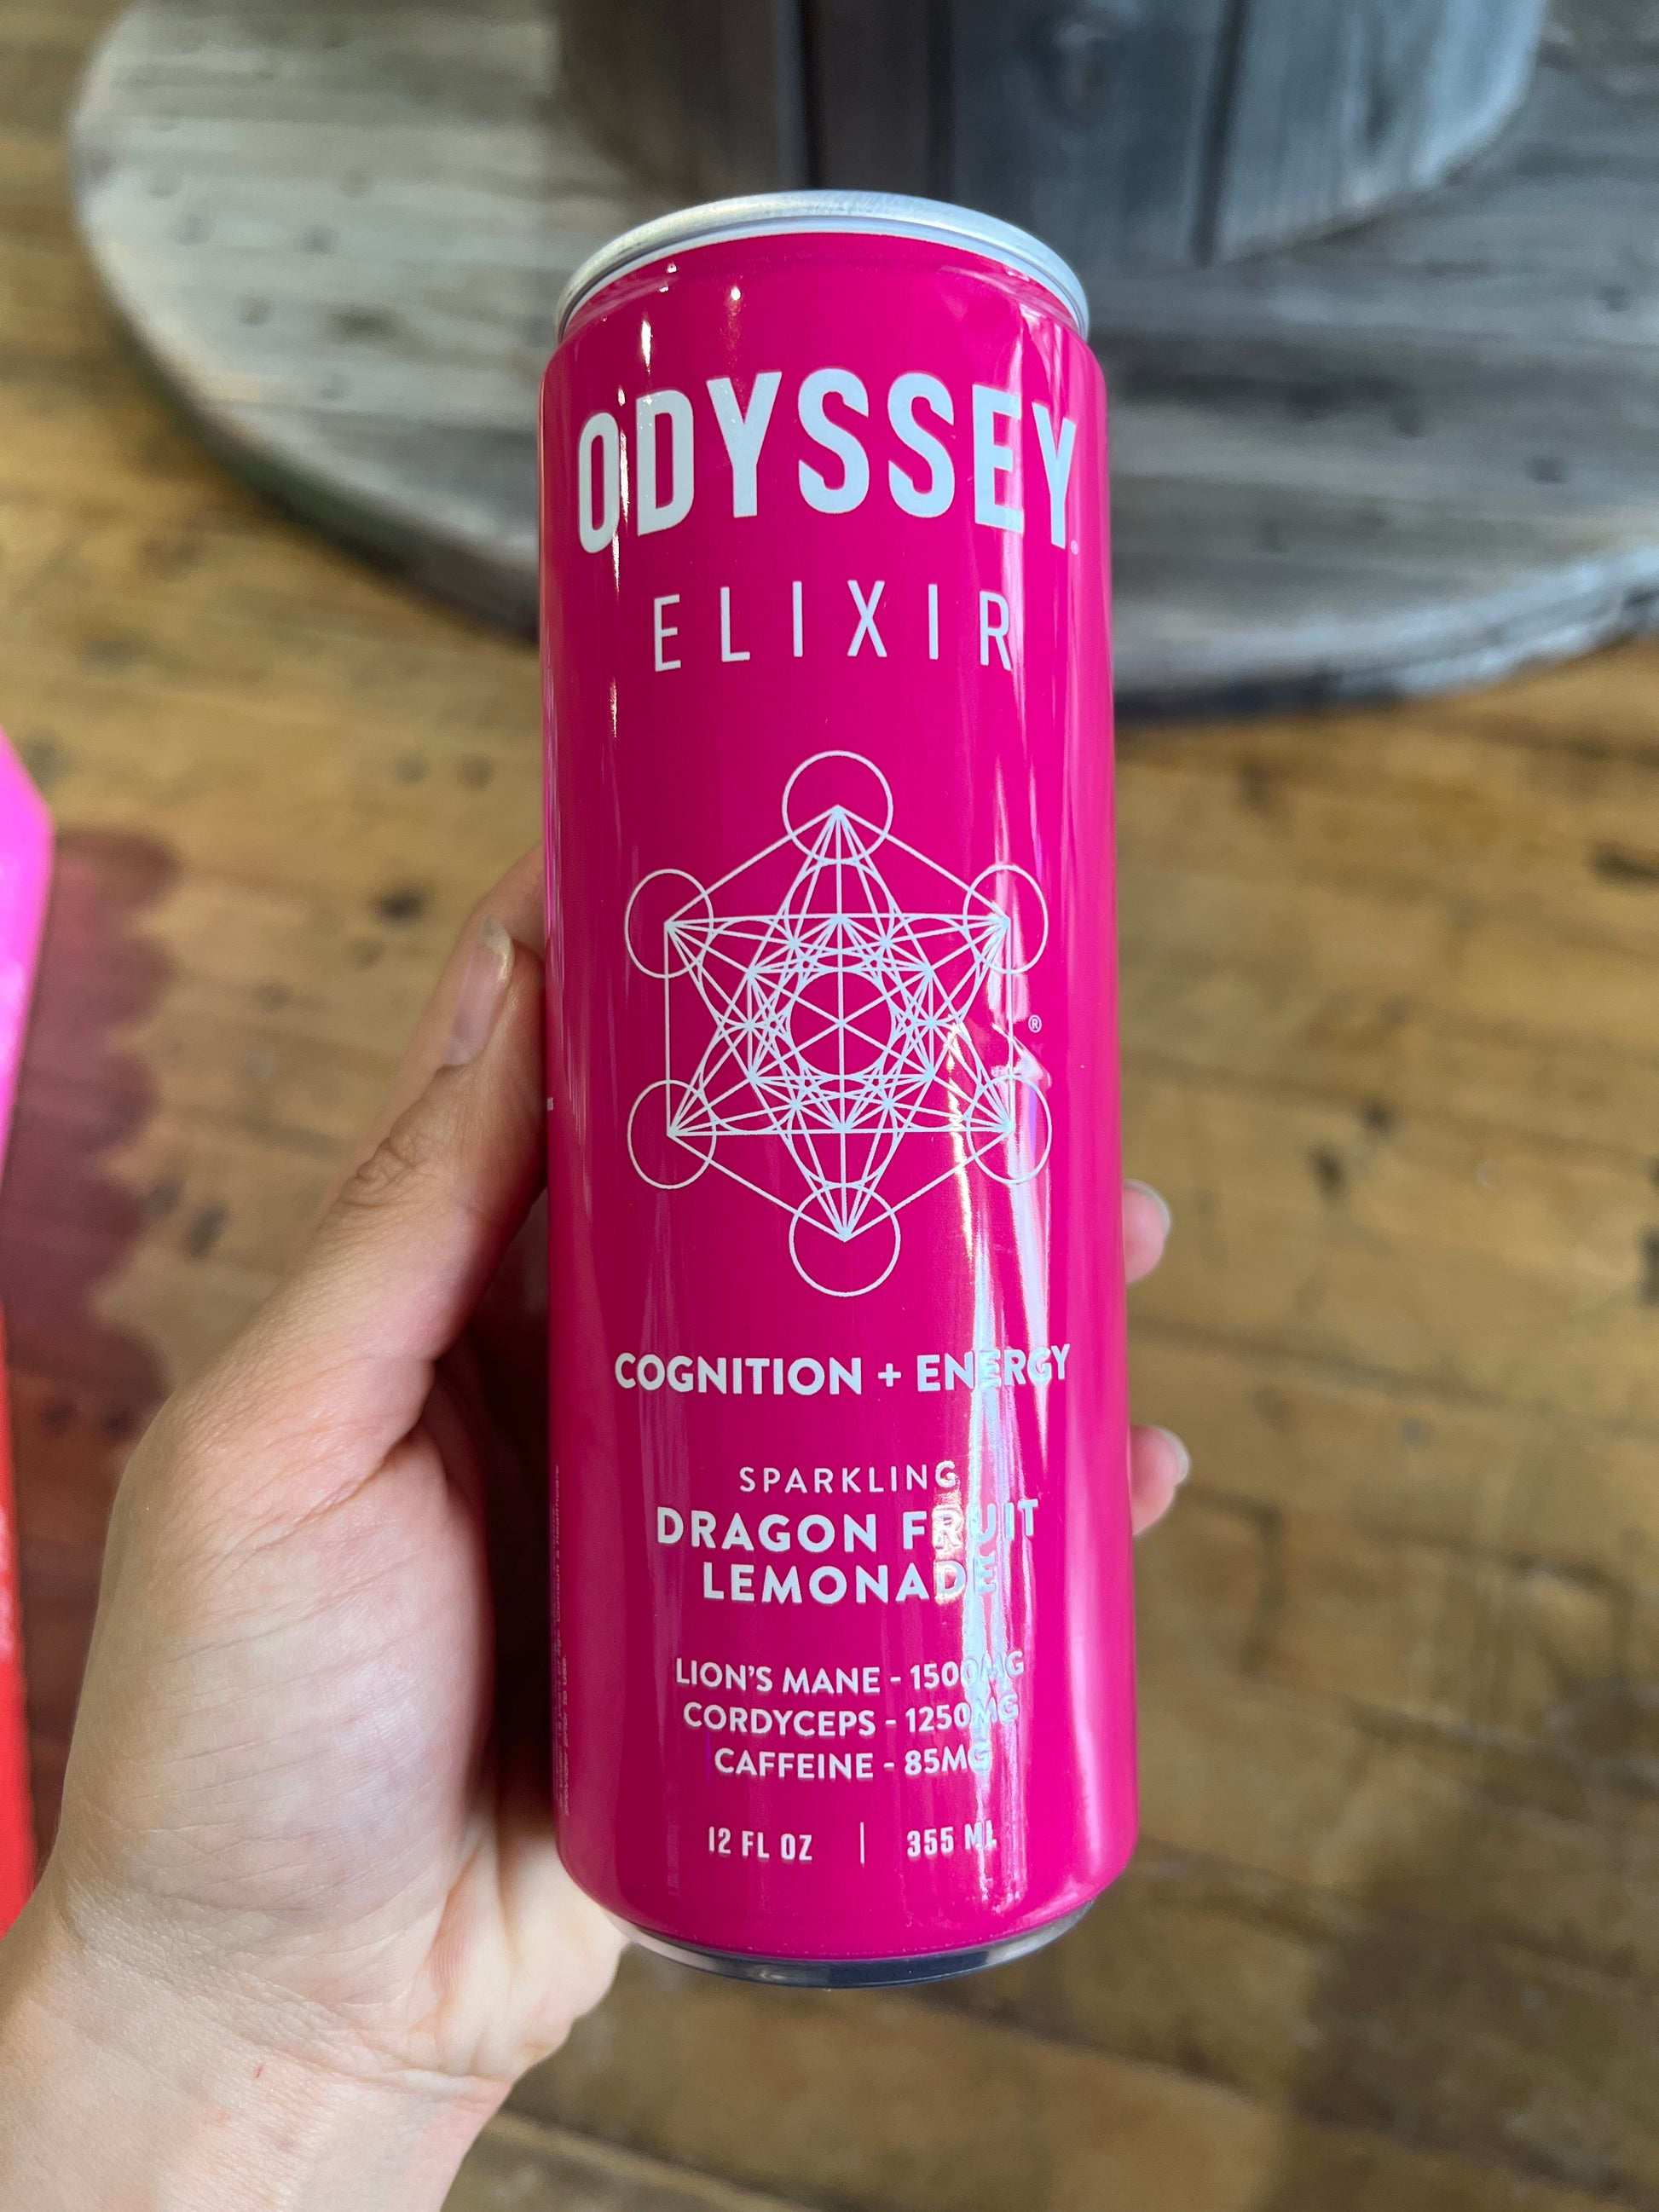 ODYSSEY®
ELIXIR
®
COGNITION + ENERGY
SPARKLING
DRAGON FRUIT
LEMONADE
LION'S MANE - 1500MG
CORDYCEPS - 1250MG
CAFFEINE - 85MG
12 FL OZ | 355 ML